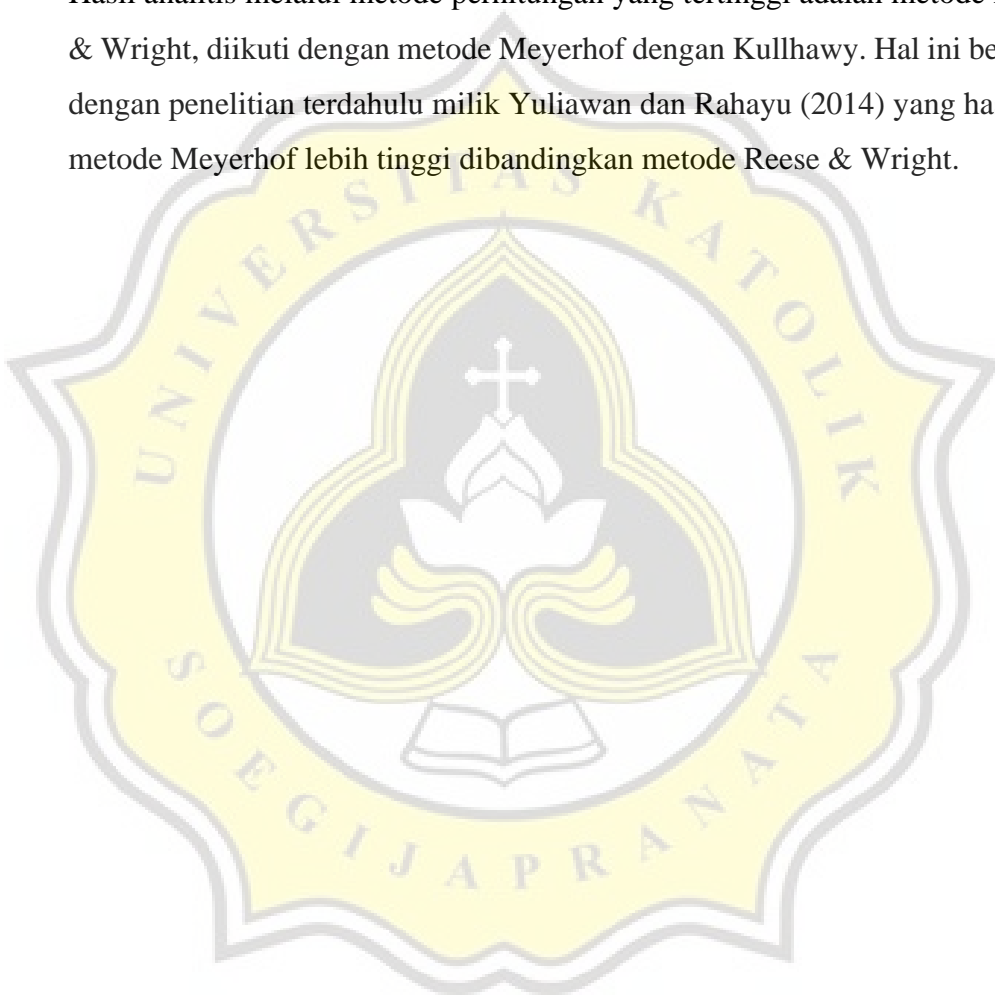 Hasil analitis melalui metode perhitungan yang tertinggi adalah metode
& Wright, diikuti dengan metode Meyerhof dengan Kullhawy. Hal ini
dengan penelitian terdahulu milik Yuliawan dan Rahayu (2014) yang
metode Meyerhof lebih tinggi dibandingkan metode Reese & Wright.
UNIVERSITAS KATOLIK
SOEGIJAPRANATA